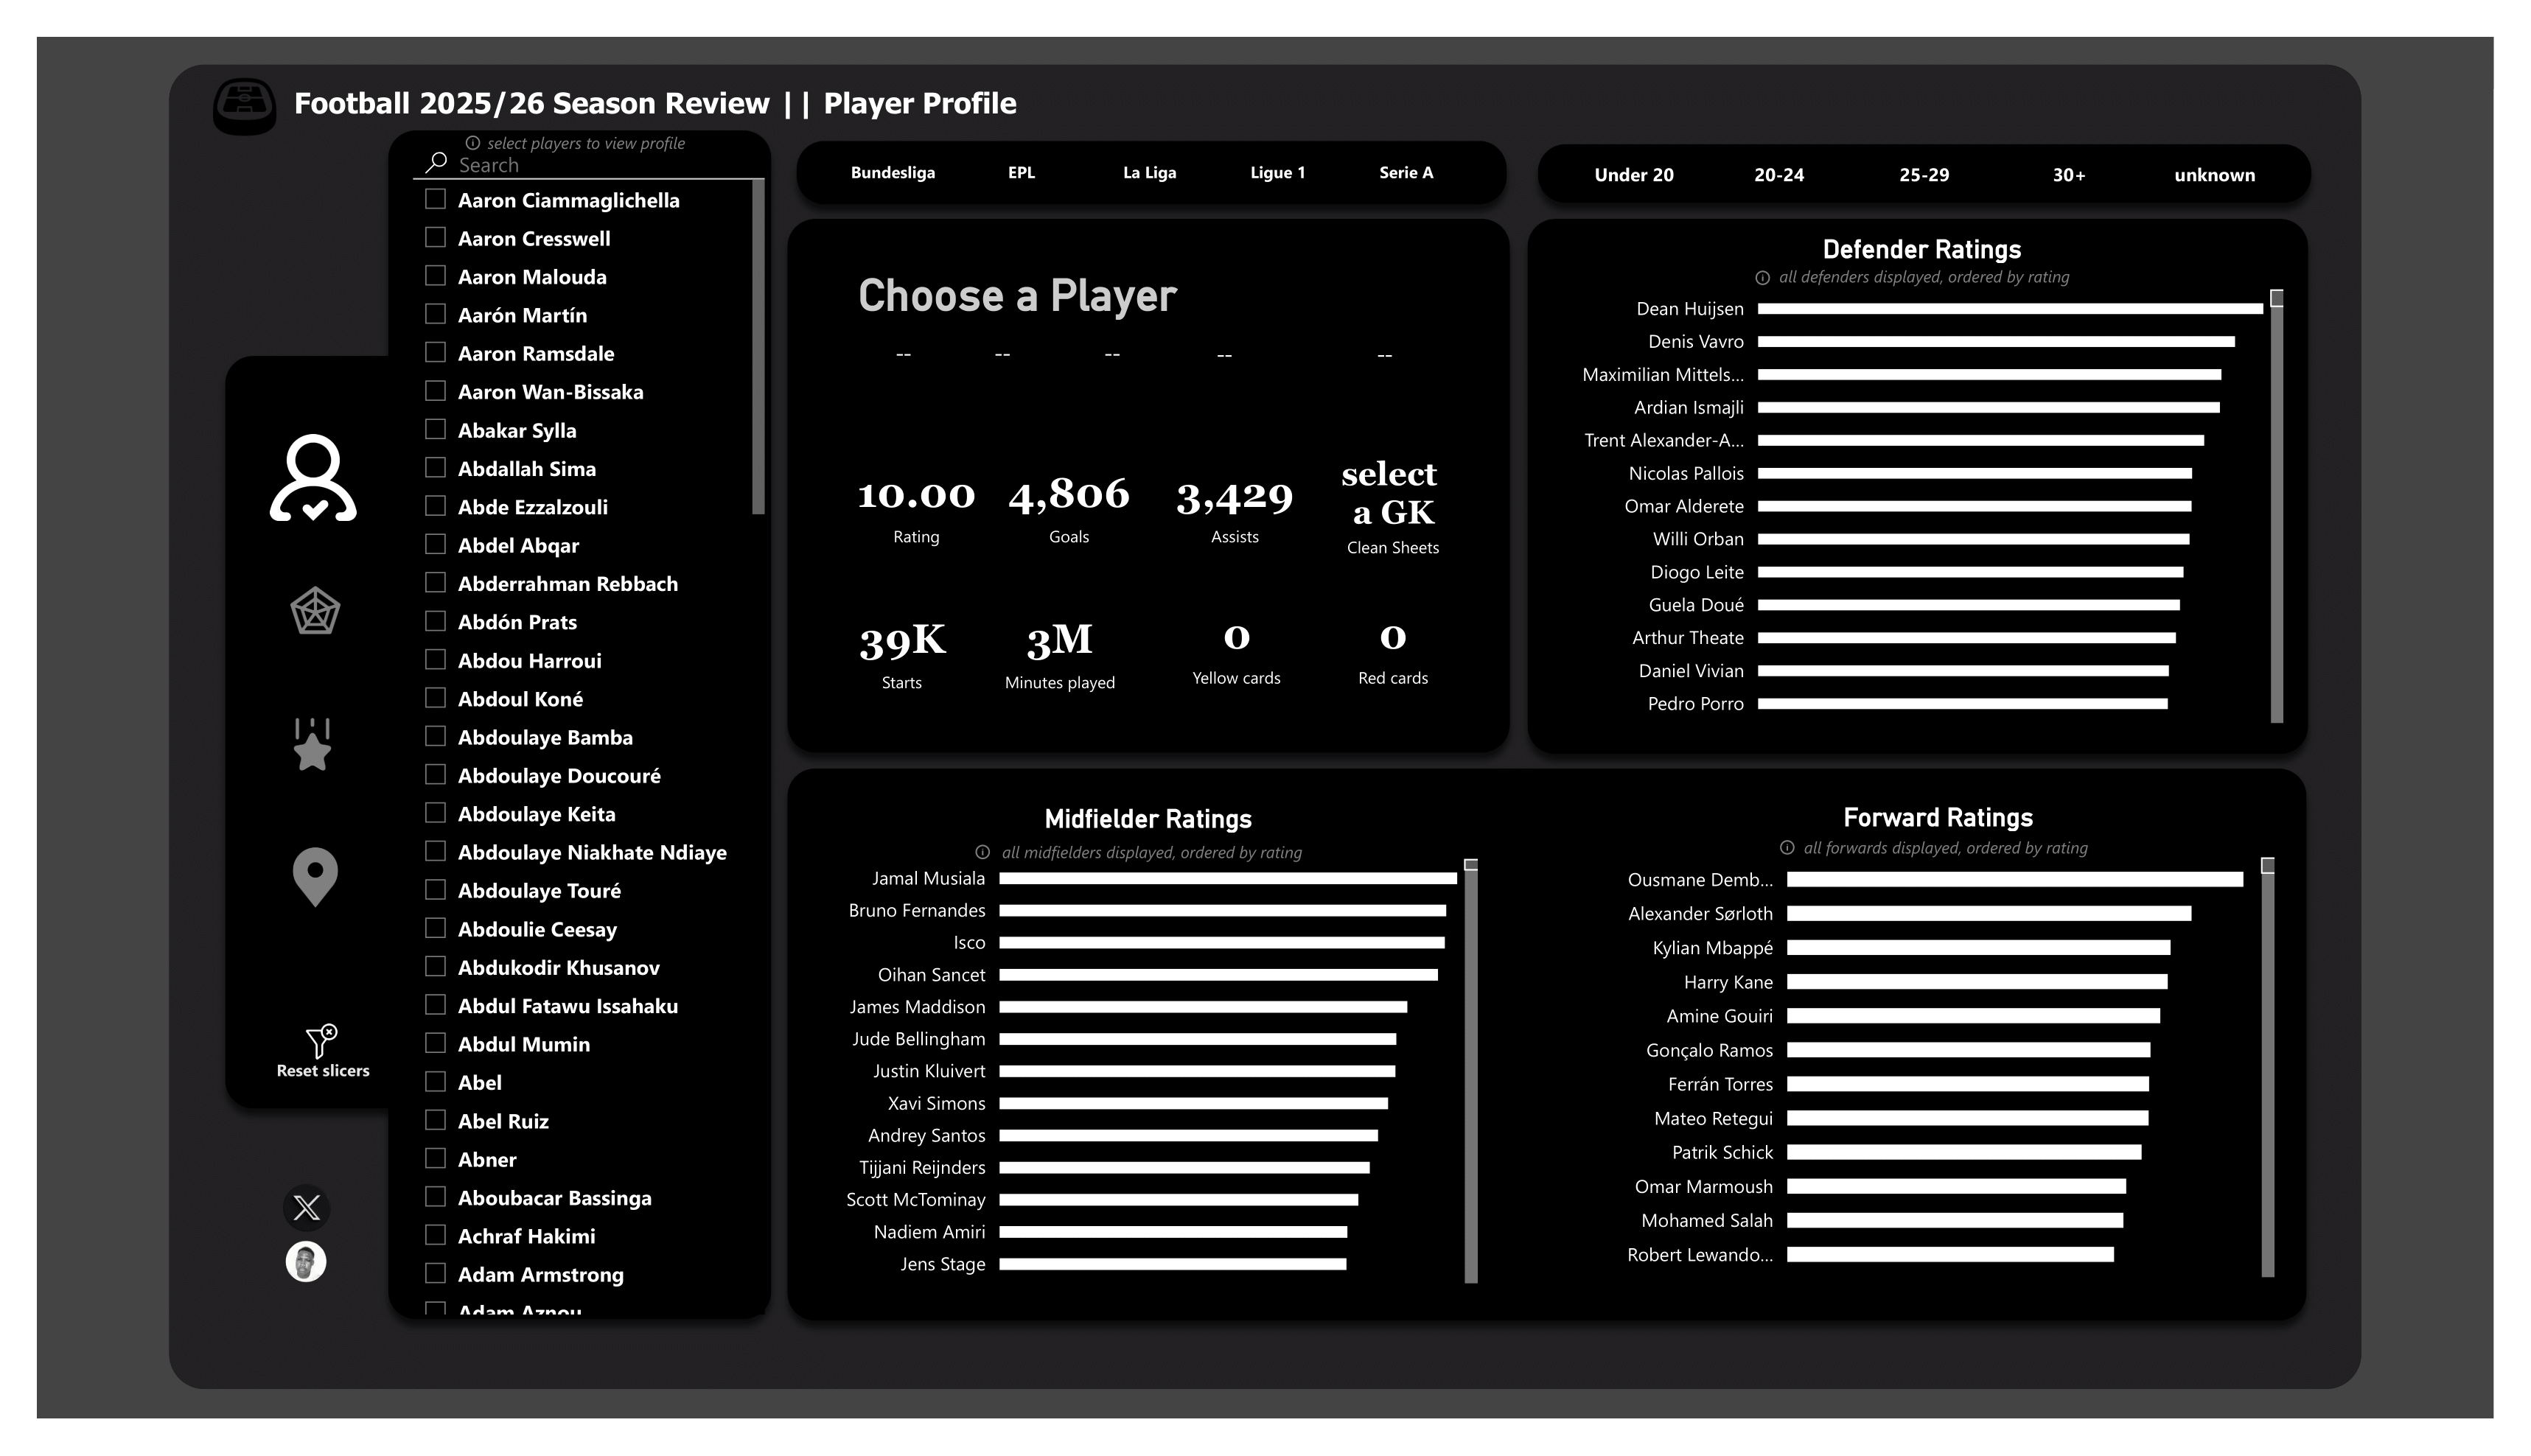 Football 2025/26 Season Review || Player Profile
select players to view profile
Search
Aaron Ciammaglichella
Aaron Cresswell
Aaron Malouda
Aarón Martín
Aaron Ramsdale
Aaron Wan-Bissaka
Abakar Sylla
Abdallah Sima
Abde Ezzalzouli
Abdel Abqar
Abderrahman Rebbach
Abdón Prats
Abdou Harroui
Abdoul Koné
Abdoulaye Bamba
Abdoulaye Doucouré
Abdoulaye Keita
Abdoulaye Niakhate Ndiaye
Abdoulaye Touré
Abdoulie Ceesay
Abdukodir Khusanov
Abdul Fatawu Issahaku
Abdul Mumin
Abel
Abel Ruiz
Abner
Aboubacar Bassinga
Achraf Hakimi
Adam Armstrong
Adam Aznou
Reset slicers
Bundesliga EPL La Liga Ligue 1 Serie A
Under 20 20-24 25-29 30+ unknown
Choose a Player
-- -- -- -- --
10.00 4,806 3,429 select
a GK
Rating Goals Assists Clean Sheets
39K 3M 0 0
Starts Minutes played Yellow cards Red cards
Defender Ratings
all defenders displayed, ordered by rating
Dean Huijsen
Denis Vavro
Maximilian Mittels...
Ardian Ismajli
Trent Alexander-A...
Nicolas Pallois
Omar Alderete
Willi Orban
Diogo Leite
Guela Doué
Arthur Theate
Daniel Vivian
Pedro Porro
Midfielder Ratings
all midfielders displayed, ordered by rating
Jamal Musiala
Bruno Fernandes
Isco
Oihan Sancet
James Maddison
Jude Bellingham
Justin Kluivert
Xavi Simons
Andrey Santos
Tijjani Reijnders
Scott McTominay
Nadiem Amiri
Jens Stage
Forward Ratings
all forwards displayed, ordered by rating
Ousmane Demb...
Alexander Sørloth
Kylian Mbappé
Harry Kane
Amine Gouiri
Gonçalo Ramos
Ferrán Torres
Mateo Retegui
Patrik Schick
Omar Marmoush
Mohamed Salah
Robert Lewando...